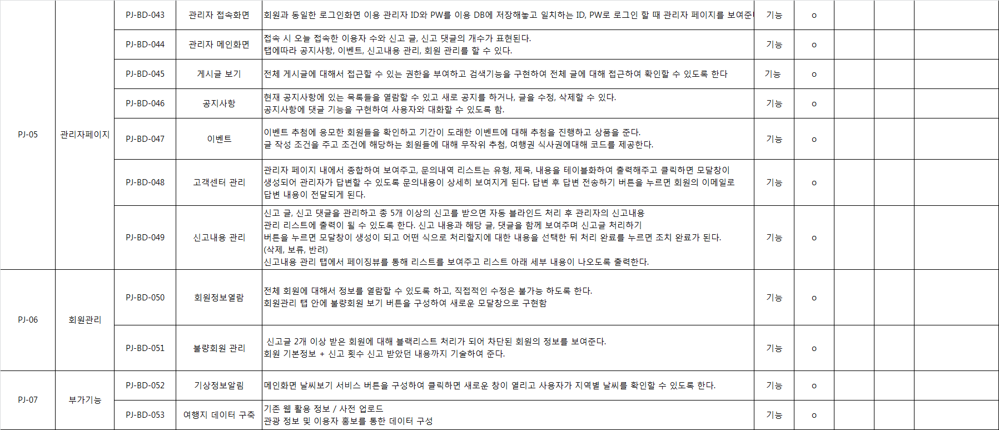 PJ-05
관리자페이지
PJ-BD-043
관리자 접속화면
회원과 동일한 로그인화면 이용 관리자 ID와 PW를 이용 DB에 저장해놓고 일치하는 ID, PW로 로그인 할 때 관리자 페이지를 보여준
기능
o
PJ-BD-044
관리자 메인화면
접속 시 오늘 접속한 이용자 수와 신고 글, 신고 댓글의 개수가 표현된다.
탭에따라 공지사항, 이벤트, 신고내용 관리, 회원 관리를 할 수 있다.
기능
o
PJ-BD-045
게시글 보기
전체 게시글에 대해서 접근할 수 있는 권한을 부여하고 검색기능을 구현하여 전체 글에 대해 접근하여 확인할 수 있도록 한다
기능
o
PJ-BD-046
공지사항
현재 공지사항에 있는 목록들을 열람할 수 있고 새로 공지를 하거나, 글을 수정, 삭제할 수 있다.
공지사항에 댓글 기능을 구현하여 사용자와 대화할 수 있도록 함.
기능
o
PJ-BD-047
이벤트
이벤트 추첨에 응모한 회원들을 확인하고 기간이 도래한 이벤트에 대해 추첨을 진행하고 상품을 준다.
글 작성 조건을 주고 조건에 해당하는 회원들에 대해 무작위 추첨, 여행권 식사권에대해 코드를 제공한다.
기능
o
PJ-BD-048
고객센터 관리
관리자 페이지 내에서 종합하여 보여주고, 문의내역 리스트는 유형, 제목, 내용을 테이블화하여 출력해주고 클릭하면 모달창이
생성되어 관리자가 답변할 수 있도록 문의내용이 상세히 보여지게 된다. 답변 후 답변 전송하기 버튼을 누르면 회원의 이메일로
답변 내용이 전달되게 된다.
기능
o
PJ-BD-049
신고내용 관리
신고 글, 신고 댓글을 관리하고 총 5개 이상의 신고를 받으면 자동 블라인드 처리 후 관리자의 신고내용
관리 리스트에 출력이 될 수 있도록 한다. 신고 내용과 해당 글, 댓글을 함께 보여주며 신고글 처리하기
버튼을 누르면 모달창이 생성이 되고 어떤 식으로 처리할지에 대한 내용을 선택한 뒤 처리 완료를 누르면 조치 완료가 된다.
(삭제, 보류, 반려)
신고내용 관리 탭에서 페이징뷰를 통해 리스트를 보여주고 리스트 아래 세부 내용이 나오도록 출력한다.
기능
o
PJ-06
회원관리
PJ-BD-050
회원정보열람
전체 회원에 대해서 정보를 열람할 수 있도록 하고, 직접적인 수정은 불가능 하도록 한다.
회원관리 탭 안에 불량회원 보기 버튼을 구성하여 새로운 모달창으로 구현함
기능
o
PJ-BD-051
불량회원 관리
신고글 2개 이상 받은 회원에 대해 블랙리스트 처리가 되어 차단된 회원의 정보를 보여준다.
회원 기본정보 + 신고 횟수 신고 받았던 내용까지 기술하여 준다.
기능
o
PJ-07
부가기능
PJ-BD-052
기상정보알림
메인화면 날씨보기 서비스 버튼을 구성하여 클릭하면 새로운 창이 열리고 사용자가 지역별 날씨를 확인할 수 있도록 한다.
기능
o
PJ-BD-053
여행지 데이터 구축
기존 웹 활용 정보 / 사전 업로드
관광 정보 및 이용자 홍보를 통한 데이터 구성
기능
o